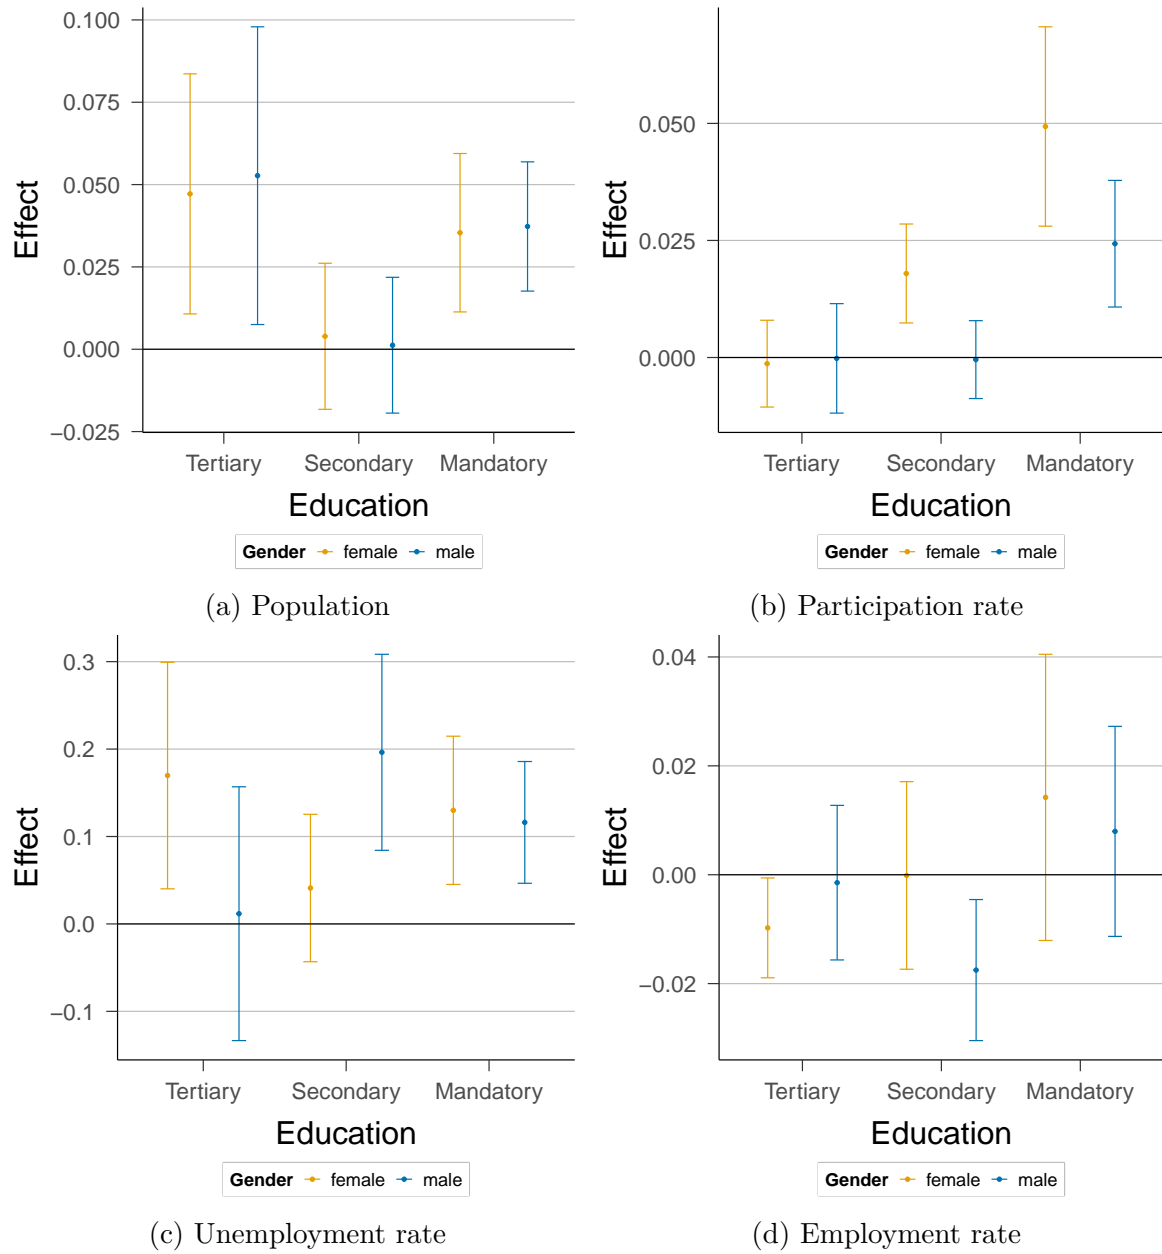 0.100
0.075
0.050
0.025
0.000
−0.025
Effect
Tertiary Secondary Mandatory
Education
Gender female male
(a) Population
0.050
0.025
0.000
Effect
Tertiary Secondary Mandatory
Education
Gender female male
(b) Participation rate
0.3
0.2
0.1
0.0
−0.1
Effect
Tertiary Secondary Mandatory
Education
Gender female male
(c) Unemployment rate
0.04
0.02
0.00
−0.02
Effect
Tertiary Secondary Mandatory
Education
Gender female male
(d) Employment rate